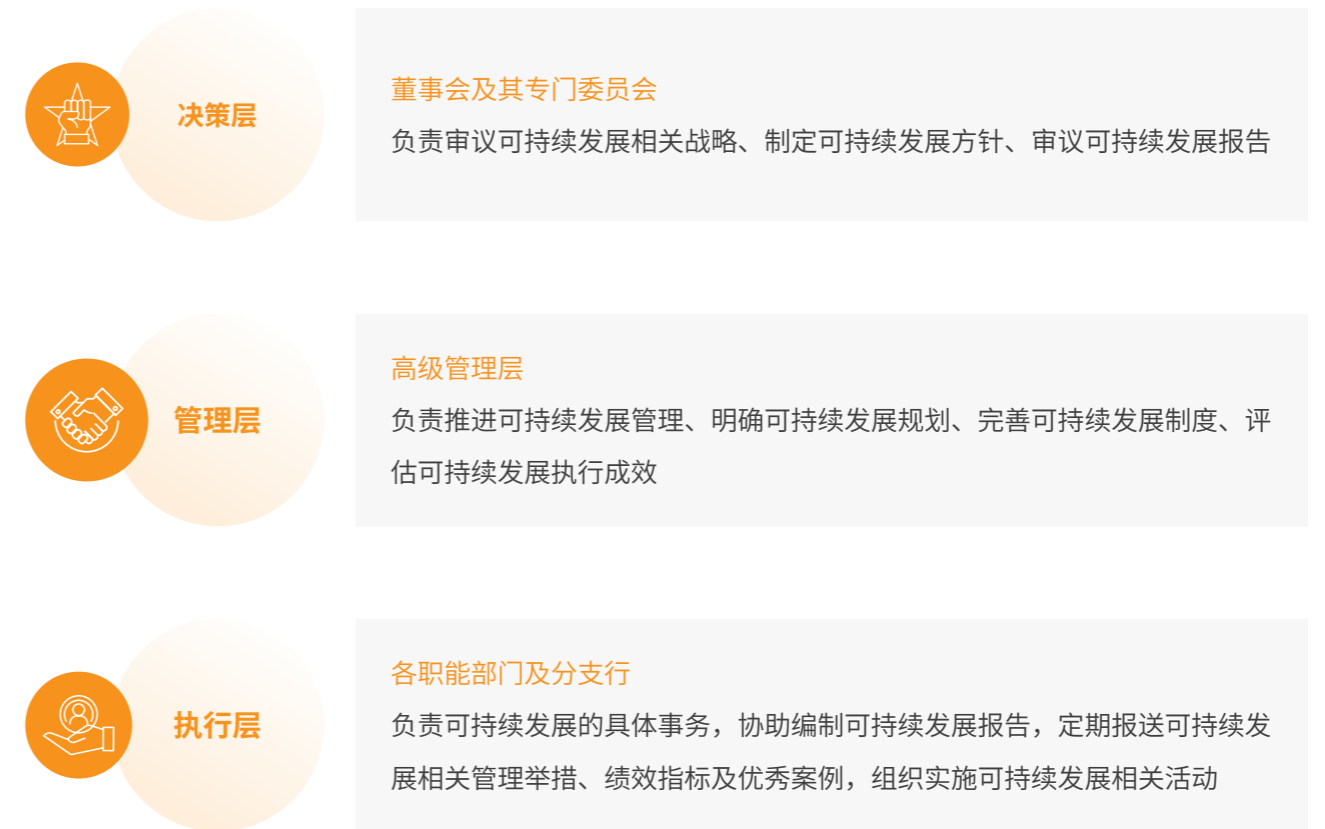 决策层
董事会及其专门委员会
负责审议可持续发展相关战略、制定可持续发展方针、审议可持续发展报告
管理层
高级管理层
负责推进可持续发展管理、明确可持续发展规划、完善可持续发展制度、评
估可持续发展执行成效
执行层
各职能部门及分支行
负责可持续发展的具体事务，协助编制可持续发展报告，定期报送可持续发
展相关管理举措、绩效指标及优秀案例，组织实施可持续发展相关活动